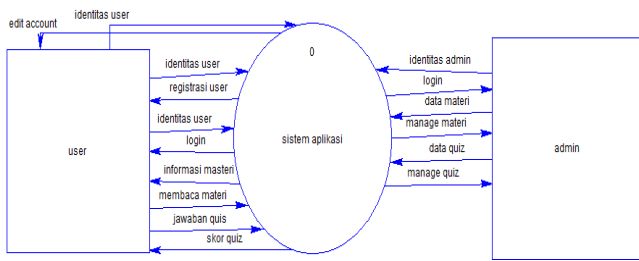 identitas user
edit account
0
identitas user
identitas admin
login
registrasi user
data materi
identitas user
manage materi
sistem aplikasi
user
login
data quiz
admin
informasi masteri
manage quiz
membaca materi
jawaban quis
skor quiz